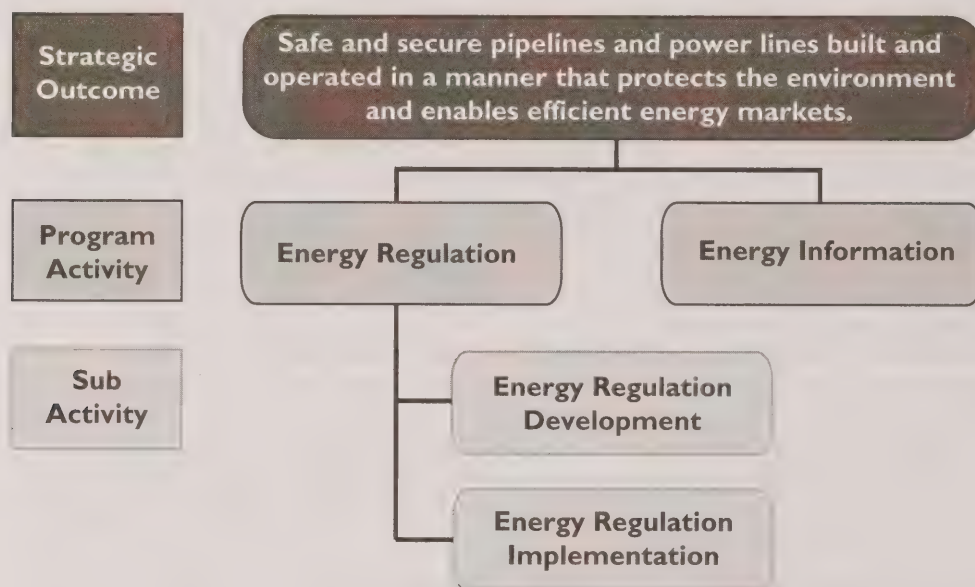 Strategic
Outcome
Safe and secure pipelines and power lines built and
operated in a manner that protects the environment
and enables efficient energy markets.
Program
Activity
Energy Regulation
Energy Information
Sub
Activity
Energy Regulation
Development
Energy Regulation
Implementation